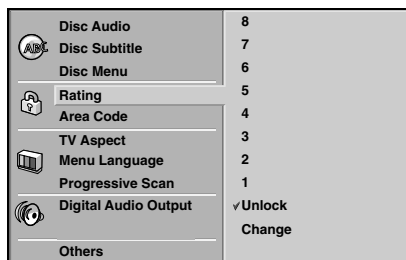 Disc Audio
Disc Subtitle
Disc Menu
Rating
Area Code
TV Aspect
Menu Language
Progressive Scan
Digital Audio Output
Others
8
7
6
5
4
3
2
1
✓Unlock
Change
ABC